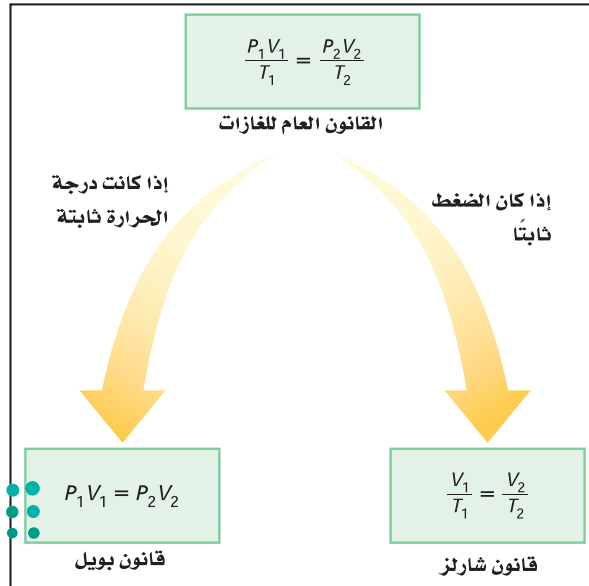 P₁V₁/T₁ = P₂V₂/T₂
القانون العام للغازات
إذا كان الضغط
ثابتًا
إذا كانت درجة
الحرارة ثابتة
V₁/T₁ = V₂/T₂
قانون شارلز
P₁V₁ = P₂V₂
قانون بويل